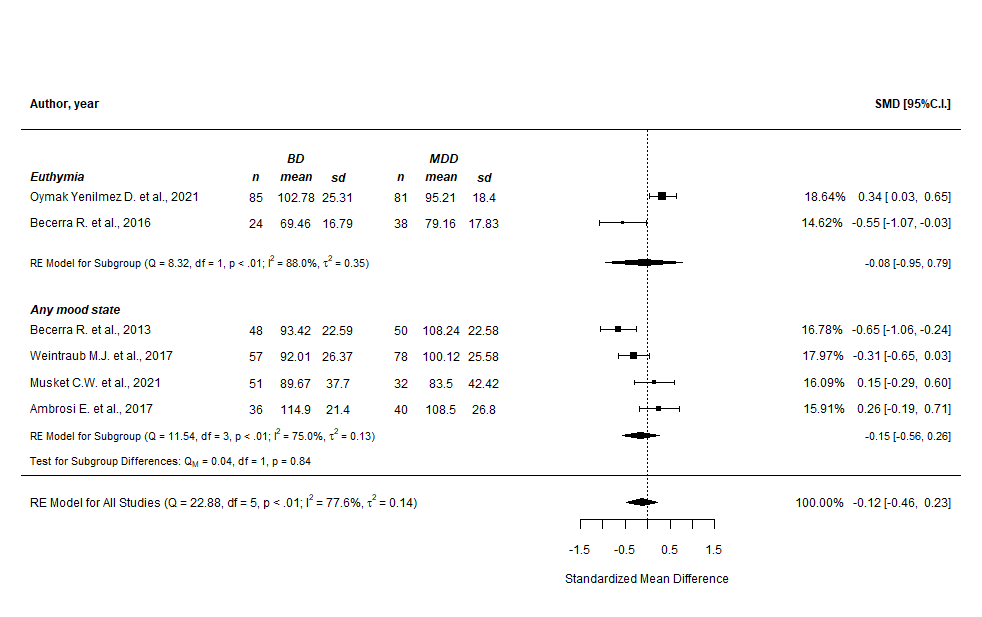 Author, year SMD [95%C.I.]
BD MDD
Euthymia n mean sd n mean sd
Oymak Yenilmez D. et al., 2021 85 102.78 25.31 81 95.21 18.4 18.64% 0.34 [ 0.03, 0.65]
Becerra R. et al., 2016 24 69.46 16.79 38 79.16 17.83 14.62% -0.55 [-1.07, -0.03]
RE Model for Subgroup (Q = 8.32, df = 1, p < .01; I² = 88.0%, τ² = 0.35) -0.08 [-0.95, 0.79]
Any mood state
Becerra R. et al., 2013 48 93.42 22.59 50 108.24 22.58 16.78% -0.65 [-1.06, -0.24]
Weintraub M.J. et al., 2017 57 92.01 26.37 78 100.12 25.58 17.97% -0.31 [-0.65, 0.03]
Musket C.W. et al., 2021 51 89.67 37.7 32 83.5 42.42 16.09% 0.15 [-0.29, 0.60]
Ambrosi E. et al., 2017 36 114.9 21.4 40 108.5 26.8 15.91% 0.26 [-0.19, 0.71]
RE Model for Subgroup (Q = 11.54, df = 3, p < .01; I² = 75.0%, τ² = 0.13) -0.15 [-0.56, 0.26]
Test for Subgroup Differences: Q_M = 0.04, df = 1, p = 0.84
RE Model for All Studies (Q = 22.88, df = 5, p < .01; I² = 77.6%, τ² = 0.14) 100.00% -0.12 [-0.46, 0.23]
-1.5 -0.5 0.5 1.5
Standardized Mean Difference